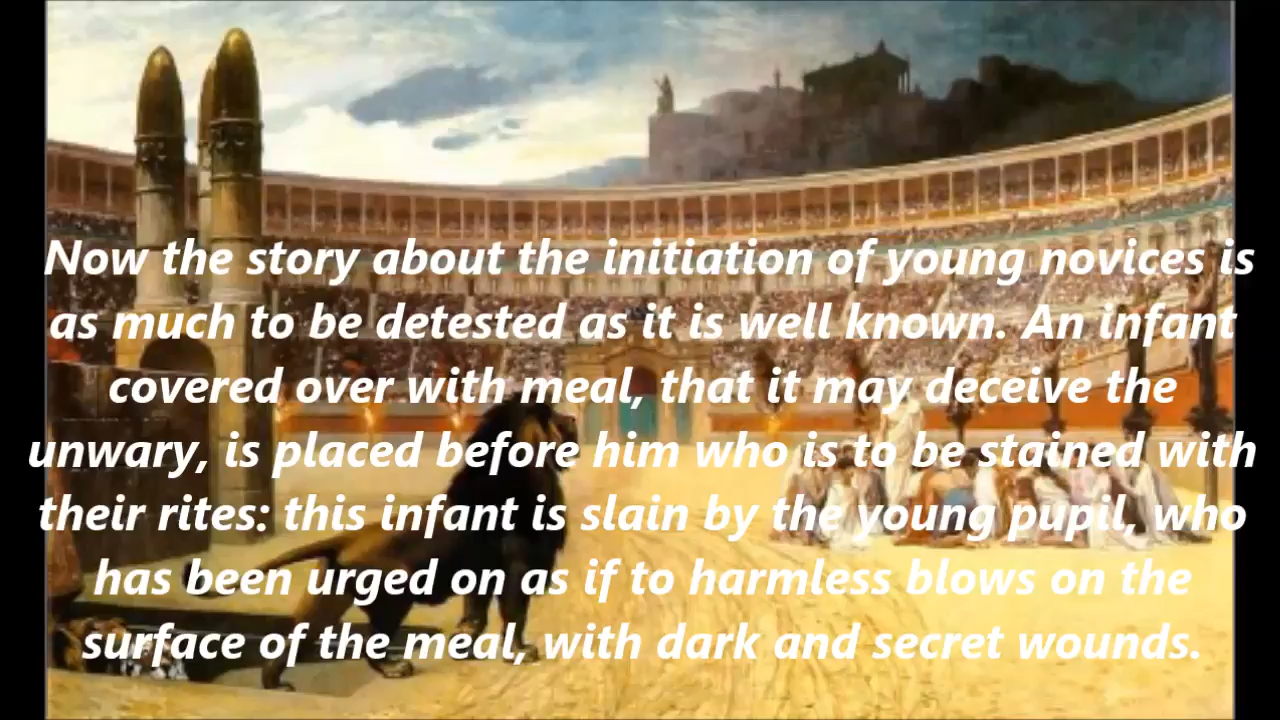 Now the story about the initiation of young novices is
as much to be detested as it is well known. An infant
covered over with meal, that it may deceive the
unwary, is placed before him who is to be stained with
their rites: this infant is slain by the young pupil, who
has been urged on as if to harmless blows on the
surface of the meal, with dark and secret wounds.